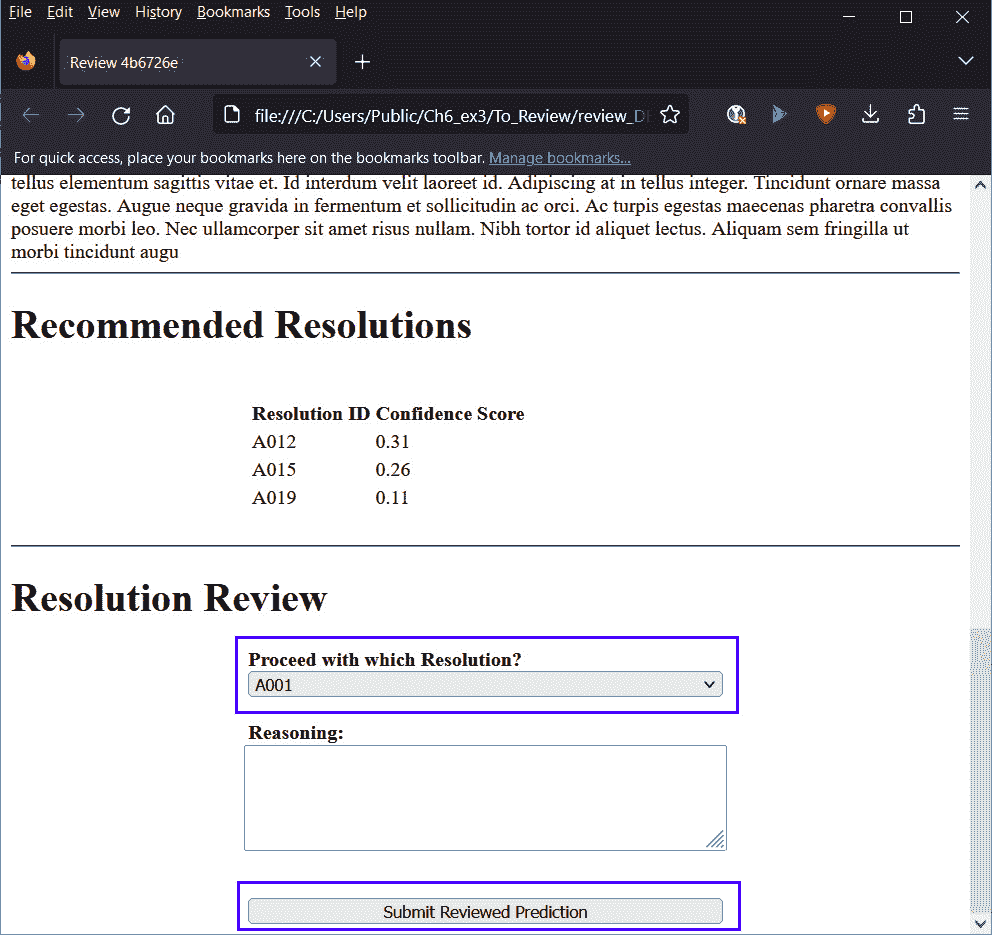 File Edit View History Bookmarks Tools Help
Review 4b6726e
file:///C:/Users/Public/Ch6_ex3/To_Review/review_D
For quick access, place your bookmarks here on the bookmarks toolbar. Manage bookmarks...
tellus elementum sagittis vitae et. Id interdum velit laoreet id. Adipiscing at in tellus integer. Tincidunt ornare massa
eget egestas. Augue neque gravida in fermentum et sollicitudin ac orci. Ac turpis egestas maecenas pharetra convallis
posuere morbi leo. Nec ullamcorper sit amet risus nullam. Nibh tortor id aliquet lectus. Aliquam sem fringilla ut
morbi tincidunt augu
Recommended Resolutions
Resolution ID Confidence Score
A012 0.31
A015 0.26
A019 0.11
Resolution Review
Proceed with which Resolution?
A001
Reasoning:
Submit Reviewed Prediction